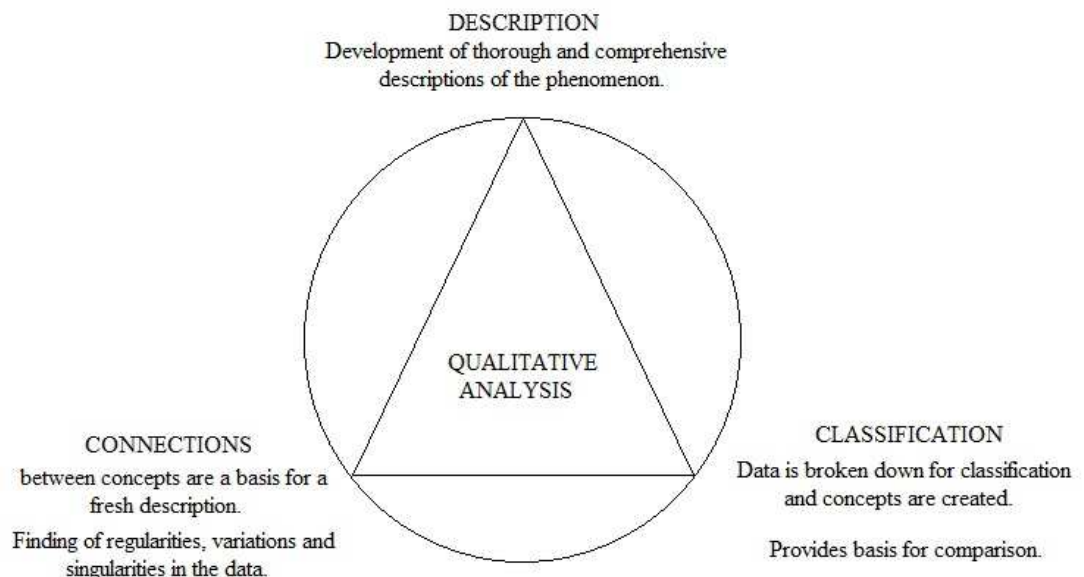 DESCRIPTION
Development of thorough and comprehensive
descriptions of the phenomenon.
QUALITATIVE
ANALYSIS
CONNECTIONS
between concepts are a basis for a
fresh description.
Finding of regularities, variations and
singularities in the data.
CLASSIFICATION
Data is broken down for classification
and concepts are created.
Provides basis for comparison.